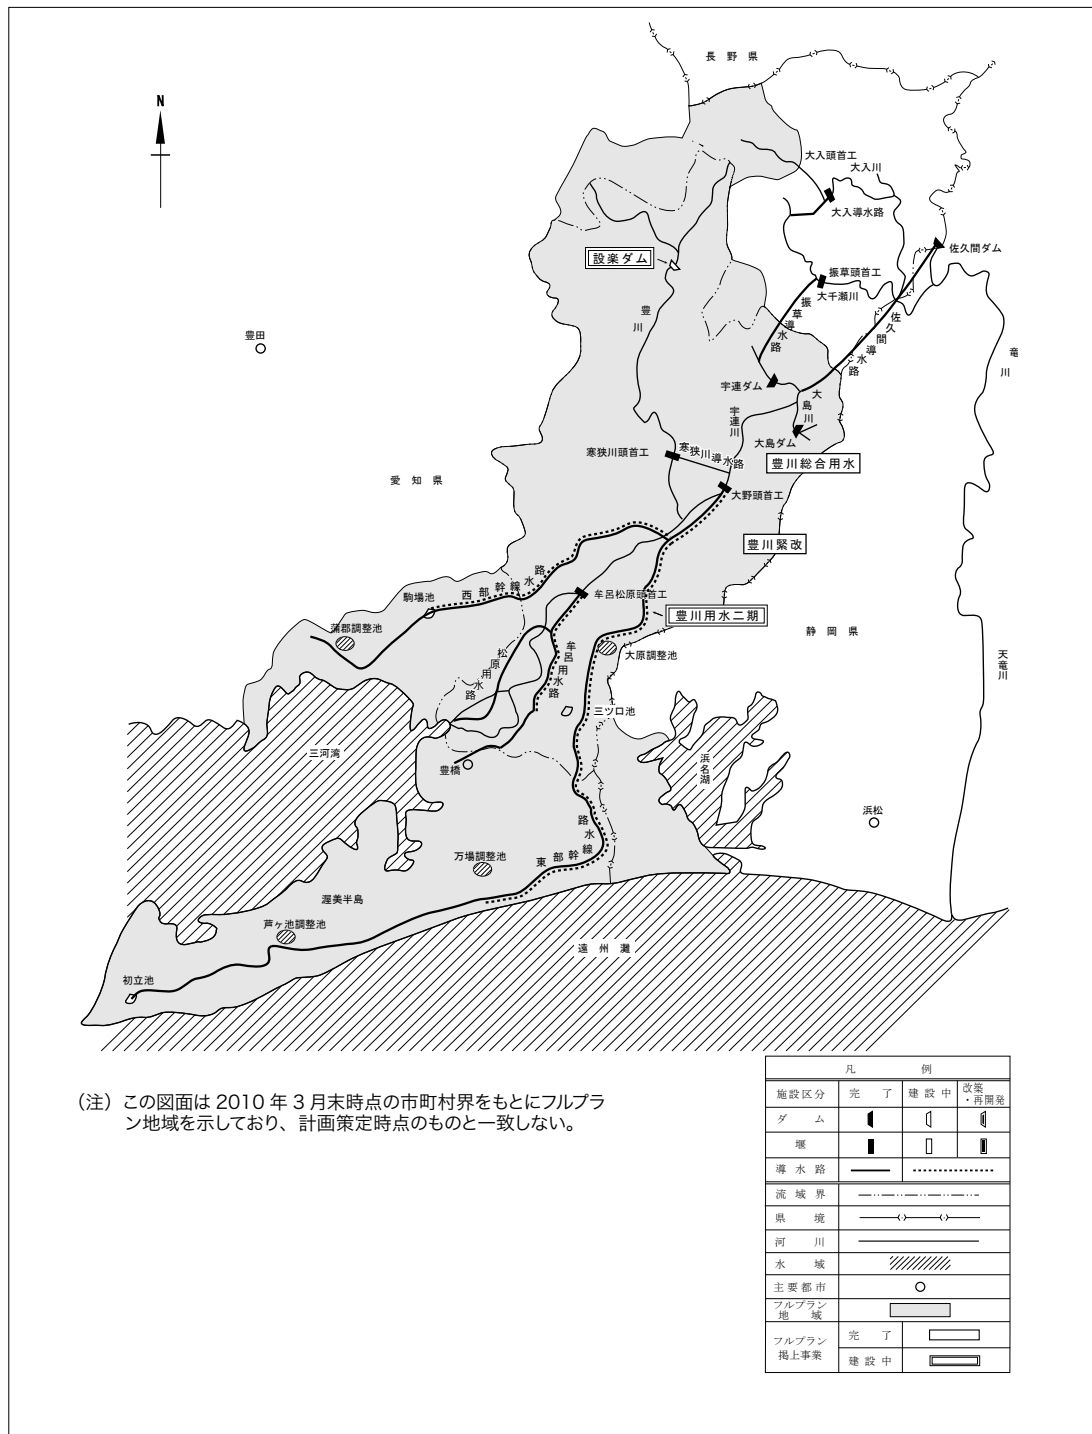 長野県
N
大入頭首工
大入川
大入導水路
佐久間ダム
設楽ダム
振草頭首工
大千瀬川
豊川
振草導水路
佐久間導水路
豊田
竜川
宇連ダム
大島川
宇連川
大島ダム
寒狭川頭首工
寒狭川導水路
豊川総合用水
愛知県
大野頭首工
豊川緊改
西部幹線水路
駒場池
牟呂松原頭首工
蒲郡調整池
豊川用水二期
静岡県
松原用水路
牟呂用水路
大原調整池
天竜川
三ツ口池
三河湾
浜名湖
豊橋
浜松
東部幹線水路
万場調整池
渥美半島
芦ヶ池調整池
遠州灘
初立池
(注) この図面は 2010 年 3 月末時点の市町村界をもとにフルプラ
ン地域を示しており、計画策定時点のものと一致しない。
凡例
施設区分 完了 建設中 改築
・再開発
ダム
堰
導水路
流域界
県境
河川
水域
主要都市
フルプラン
地域
フルプラン
掲上事業
完了
建設中